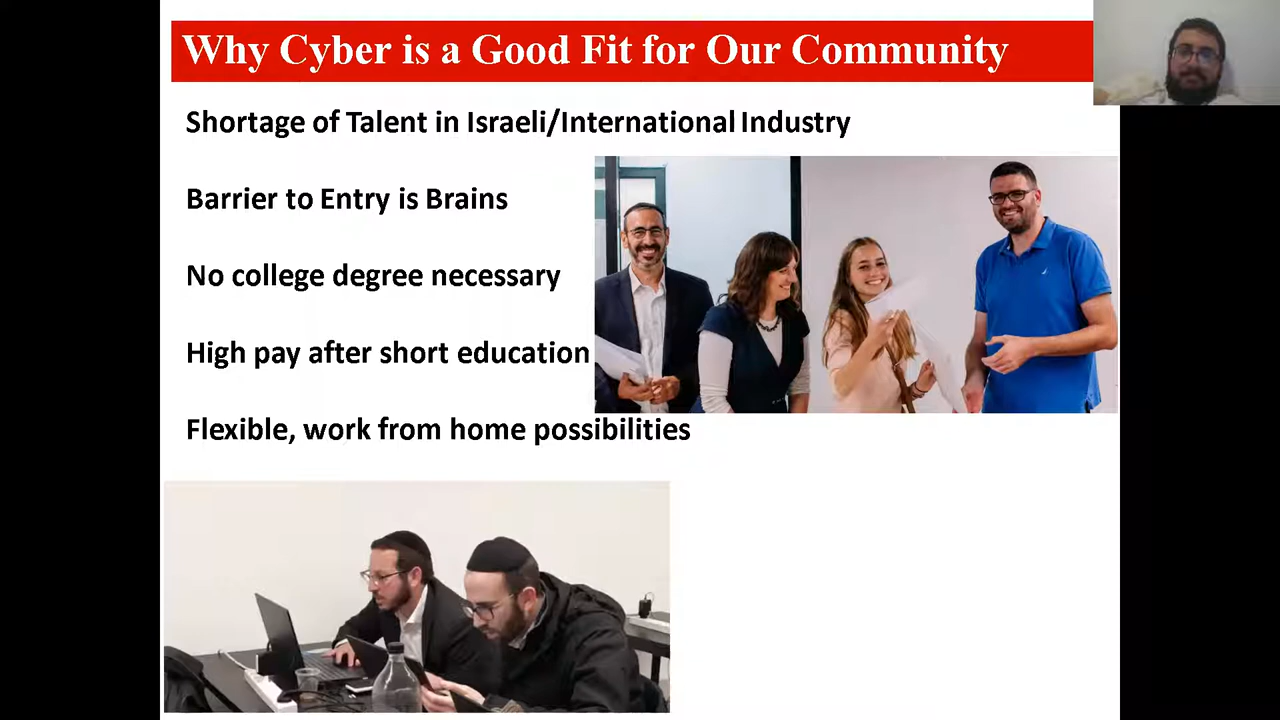 Why Cyber is a Good Fit for Our Community
Shortage of Talent in Israeli/International Industry
Barrier to Entry is Brains
No college degree necessary
High pay after short education
Flexible, work from home possibilities